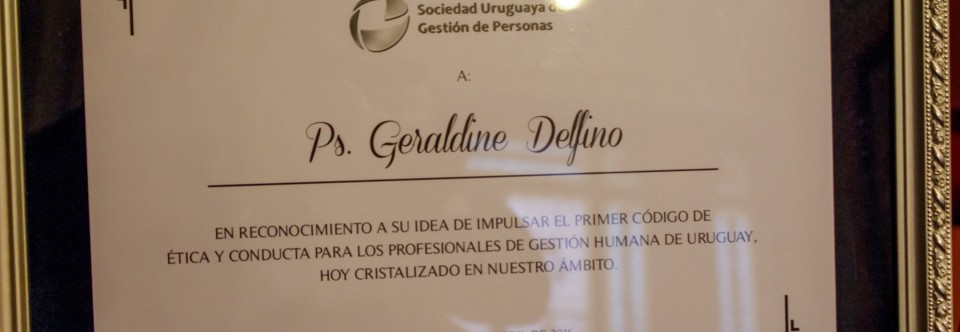 Sociedad Uruguaya
Gestión de Personas
A:
Ps. Geraldine Delfino
EN RECONOCIMIENTO A SU IDEA DE IMPULSAR EL PRIMER CÓDIGO DE
ÉTICA Y CONDUCTA PARA LOS PROFESIONALES DE GESTIÓN HUMANA DE URUGUAY,
HOY CRISTALIZADO EN NUESTRO ÁMBITO.